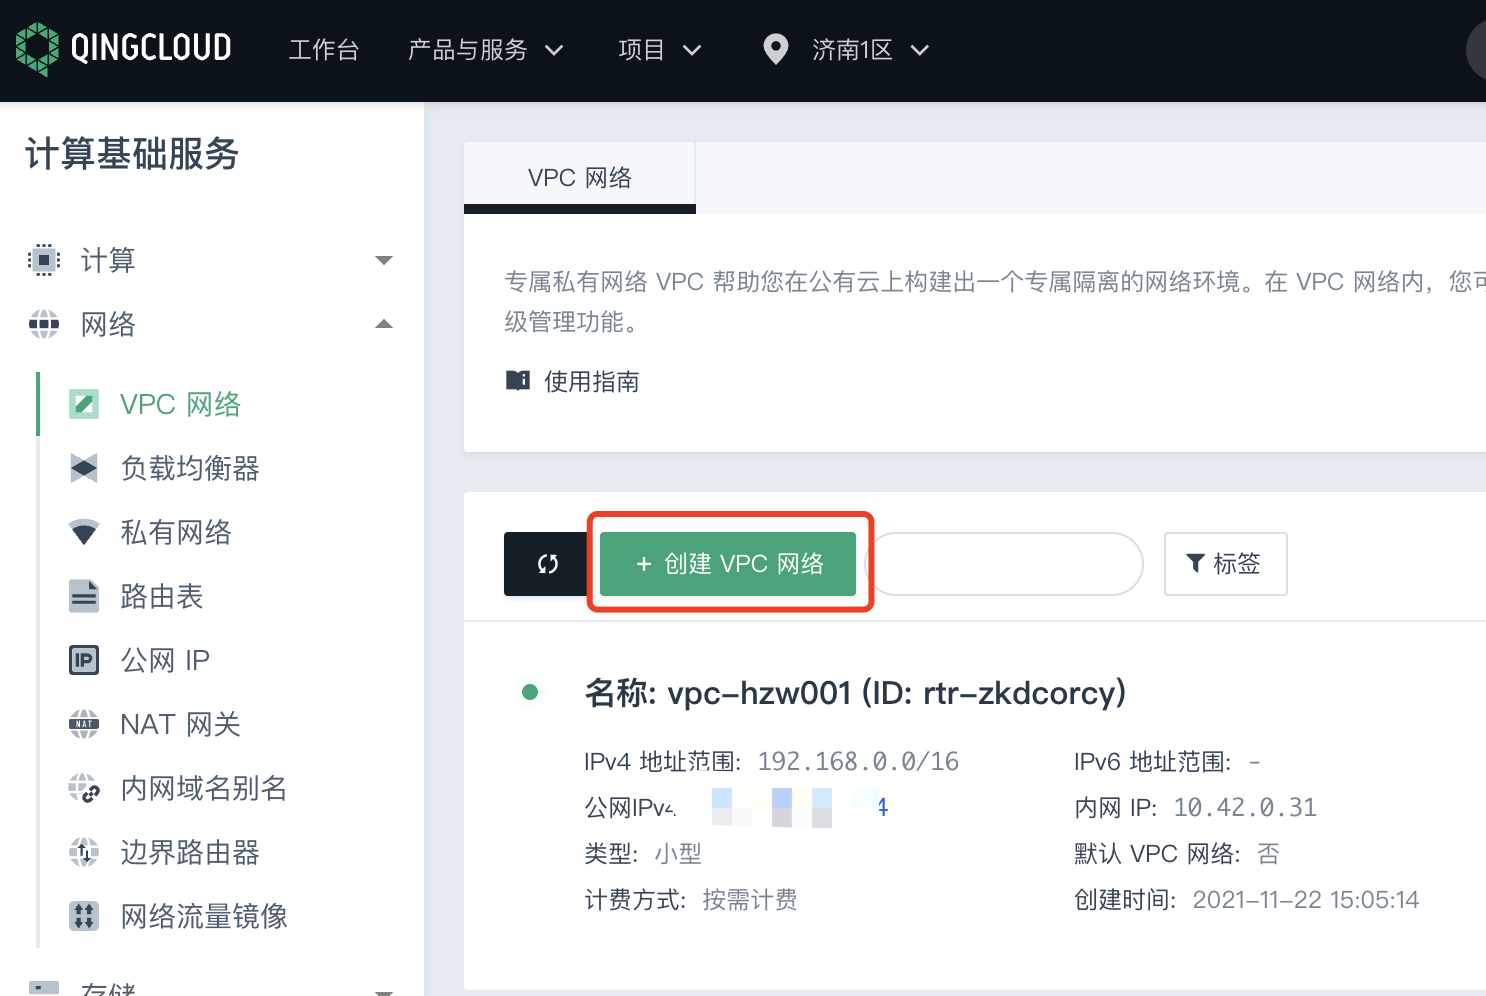 QINGCLOUD 工作台 产品与服务 项目 济南1区
计算基础服务
计算
网络
VPC 网络
负载均衡器
私有网络
路由表
IP 公网 IP
NAT NAT 网关
内网域名别名
边界路由器
网络流量镜像
存储
VPC 网络
专属私有网络 VPC 帮助您在公有云上构建出一个专属隔离的网络环境。在 VPC 网络内，您可
级管理功能。
使用指南
+ 创建 VPC 网络
标签
名称: vpc-hzw001 (ID: rtr-zkdcorcy)
IPv4 地址范围: 192.168.0.0/16
IPv6 地址范围: -
公网IPv4 4
内网 IP: 10.42.0.31
类型: 小型
默认 VPC 网络: 否
计费方式: 按需计费
创建时间: 2021-11-22 15:05:14